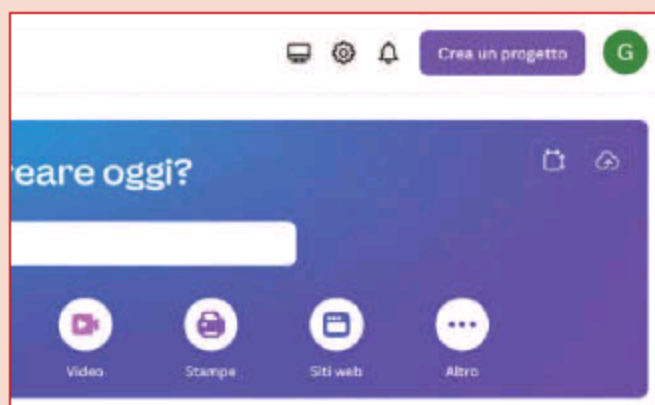 Crea un progetto
G
reare oggi?
Video
Stampe
Siti web
Altro